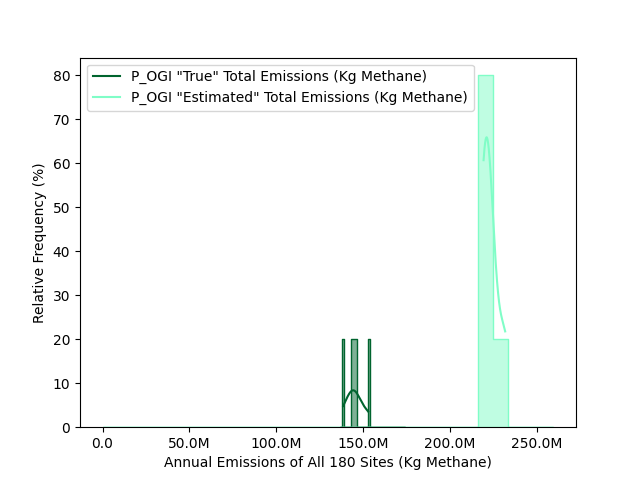 P_OGI "True" Total Emissions (Kg Methane)
P_OGI "Estimated" Total Emissions (Kg Methane)
80
70
60
50
40
30
20
10
0
Relative Frequency (%)
0.0 50.0M 100.0M 150.0M 200.0M 250.0M
Annual Emissions of All 180 Sites (Kg Methane)